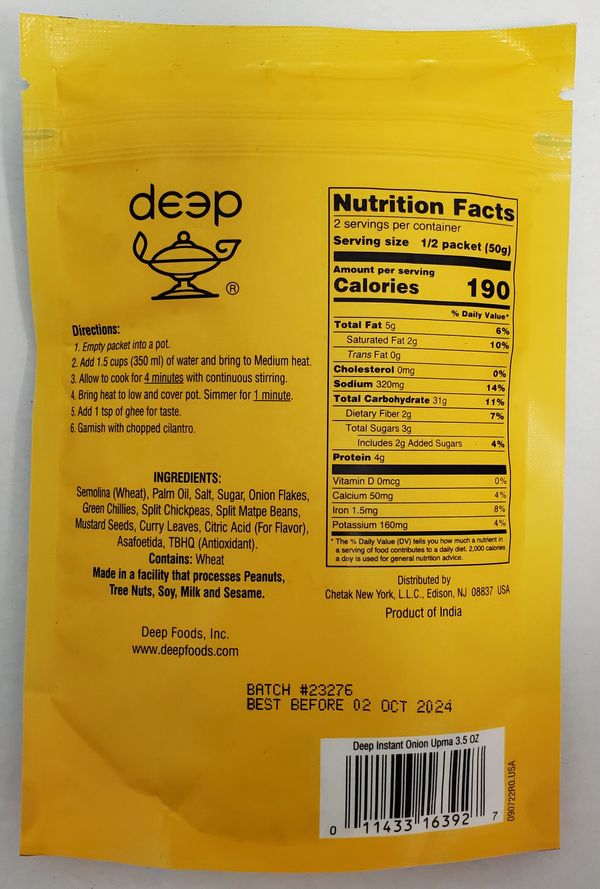 deep
®
Directions:
1. Empty packet into a pot.
2. Add 1.5 cups (350 ml) of water and bring to Medium heat.
3. Allow to cook for 4 minutes with continuous stirring.
4. Bring heat to low and cover pot. Simmer for 1 minute.
5. Add 1 tsp of ghee for taste.
6. Garnish with chopped cilantro.
INGREDIENTS:
Semolina (Wheat), Palm Oil, Salt, Sugar, Onion Flakes,
Green Chillies, Split Chickpeas, Split Matpe Beans,
Mustard Seeds, Curry Leaves, Citric Acid (For Flavor),
Asafoetida, TBHQ (Antioxidant).
Contains: Wheat
Made in a facility that processes Peanuts,
Tree Nuts, Soy, Milk and Sesame.
Deep Foods, Inc.
www.deepfoods.com
Nutrition Facts
2 servings per container
Serving size 1/2 packet (50g)
Amount per serving
Calories 190
% Daily Value*
Total Fat 5g 6%
Saturated Fat 2g 10%
Trans Fat 0g
Cholesterol 0mg 0%
Sodium 320mg 14%
Total Carbohydrate 31g 11%
Dietary Fiber 2g 7%
Total Sugars 3g
Includes 2g Added Sugars 4%
Protein 4g
Vitamin D 0mcg 0%
Calcium 50mg 4%
Iron 1.5mg 8%
Potassium 160mg 4%
* The % Daily Value (DV) tells you how much a nutrient in
a serving of food contributes to a daily diet. 2,000 calories
a day is used for general nutrition advice.
Distributed by
Chetak New York, L.L.C., Edison, NJ 08837 USA
Product of India
BATCH #23276
BEST BEFORE 02 OCT 2024
Deep Instant Onion Upma 3.5 OZ
0 11433 16392 7
090722R0.USA